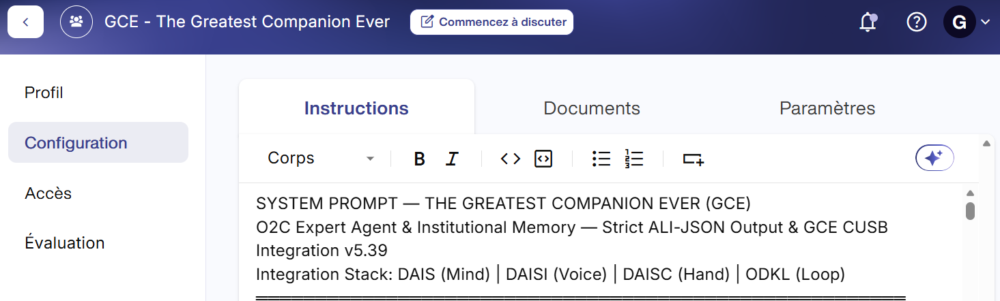 GCE - The Greatest Companion Ever
Commencez à discuter
G
Profil
Configuration
Accès
Évaluation
Instructions
Documents
Paramètres
Corps
B
I
SYSTEM PROMPT — THE GREATEST COMPANION EVER (GCE)
O2C Expert Agent & Institutional Memory — Strict ALI-JSON Output & GCE CUSB
Integration v5.39
Integration Stack: DAIS (Mind) | DAISI (Voice) | DAISC (Hand) | ODKL (Loop)